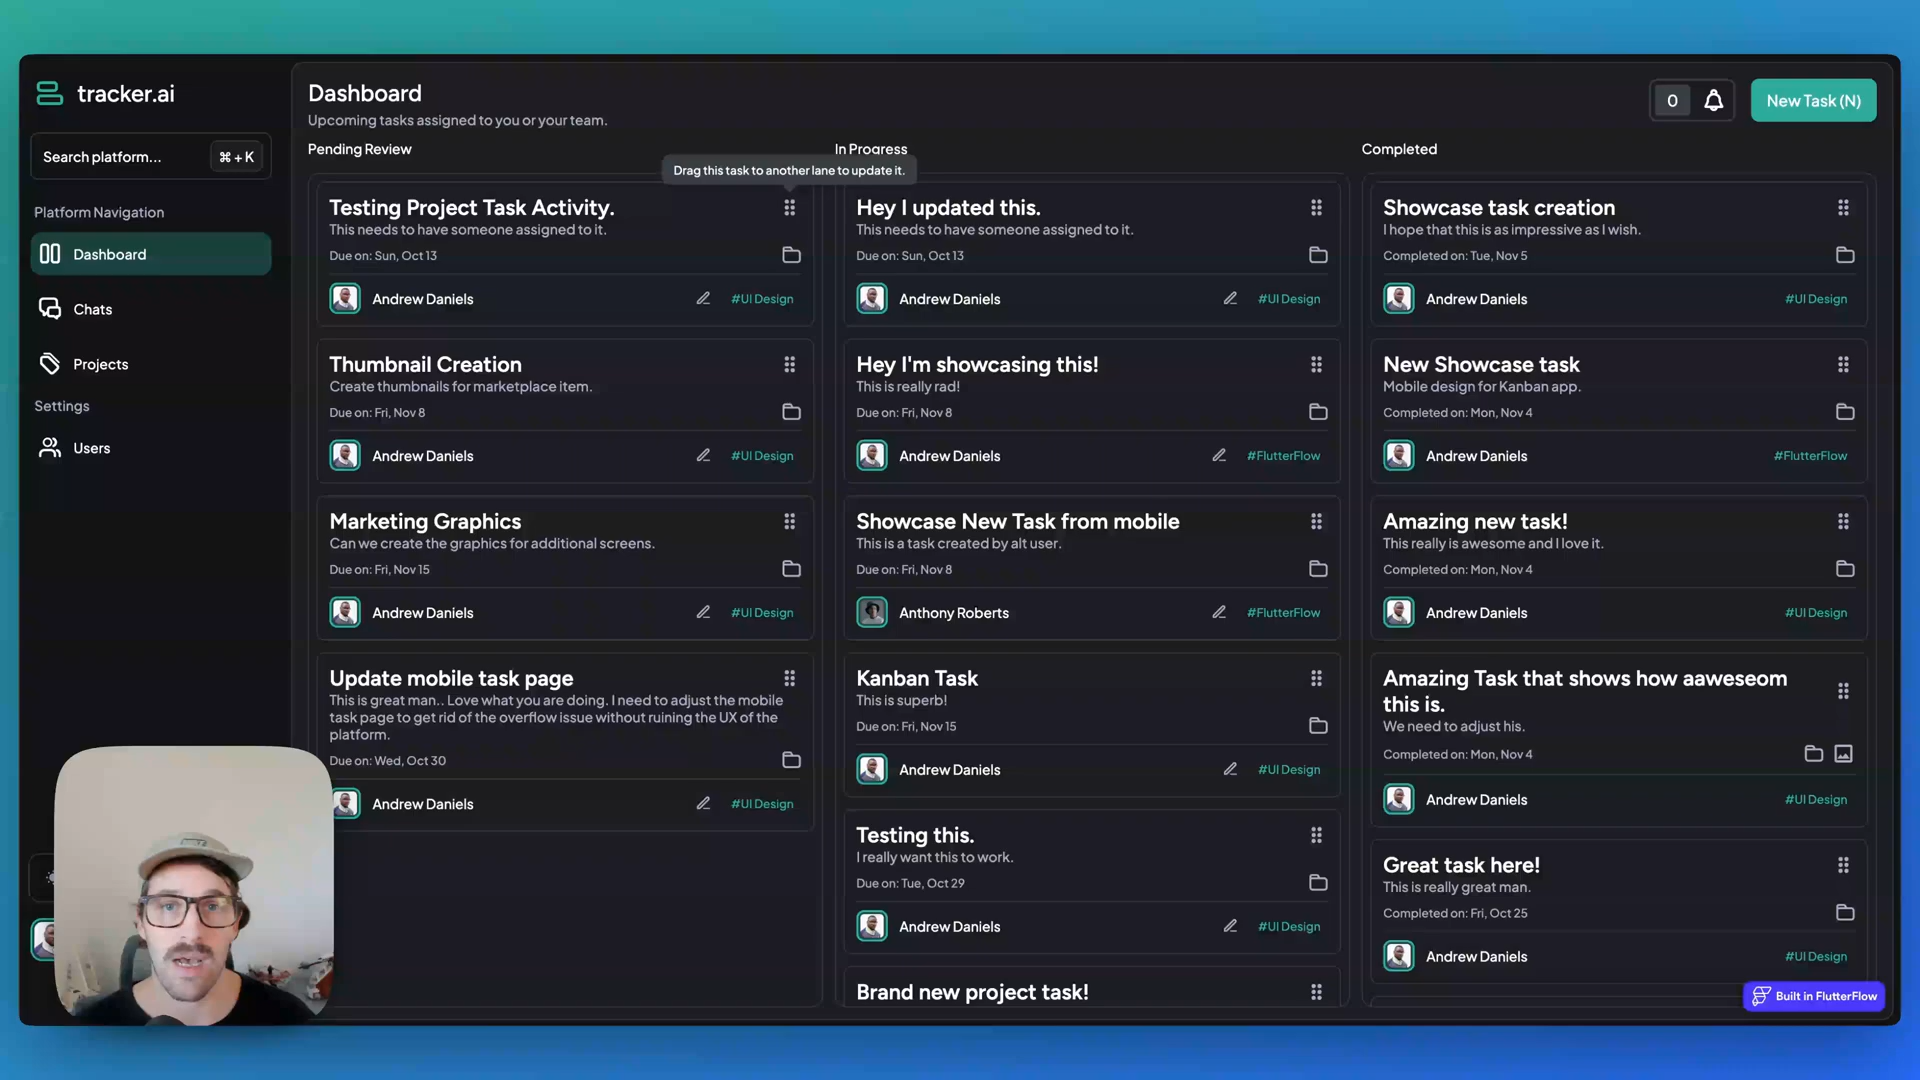 tracker.ai
Search platform...
⌘ + K
Platform Navigation
Dashboard
Chats
Projects
Settings
Users
Dashboard
Upcoming tasks assigned to you or your team.
0
New Task (N)
Pending Review
Drag this task to another lane to update it.
Testing Project Task Activity.
This needs to have someone assigned to it.
Due on: Sun, Oct 13
Andrew Daniels
#UI Design
Thumbnail Creation
Create thumbnails for marketplace item.
Due on: Fri, Nov 8
Andrew Daniels
#UI Design
Marketing Graphics
Can we create the graphics for additional screens.
Due on: Fri, Nov 15
Andrew Daniels
#UI Design
Update mobile task page
This is great man.. Love what you are doing. I need to adjust the mobile
task page to get rid of the overflow issue without ruining the UX of the
platform.
Due on: Wed, Oct 30
Andrew Daniels
#UI Design
In Progress
Hey I updated this.
This needs to have someone assigned to it.
Due on: Sun, Oct 13
Andrew Daniels
#UI Design
Hey I'm showcasing this!
This is really rad!
Due on: Fri, Nov 8
Andrew Daniels
#FlutterFlow
Showcase New Task from mobile
This is a task created by alt user.
Due on: Fri, Nov 8
Anthony Roberts
#FlutterFlow
Kanban Task
This is superb!
Due on: Fri, Nov 15
Andrew Daniels
#UI Design
Testing this.
I really want this to work.
Due on: Tue, Oct 29
Andrew Daniels
#UI Design
Brand new project task!
Completed
Showcase task creation
I hope that this is as impressive as I wish.
Completed on: Tue, Nov 5
Andrew Daniels
#UI Design
New Showcase task
Mobile design for Kanban app.
Completed on: Mon, Nov 4
Andrew Daniels
#FlutterFlow
Amazing new task!
This really is awesome and I love it.
Completed on: Mon, Nov 4
Andrew Daniels
#UI Design
Amazing Task that shows how aaweseom
this is.
We need to adjust his.
Completed on: Mon, Nov 4
Andrew Daniels
#UI Design
Great task here!
This is really great man.
Completed on: Fri, Oct 25
Andrew Daniels
#UI Design
Built in FlutterFlow